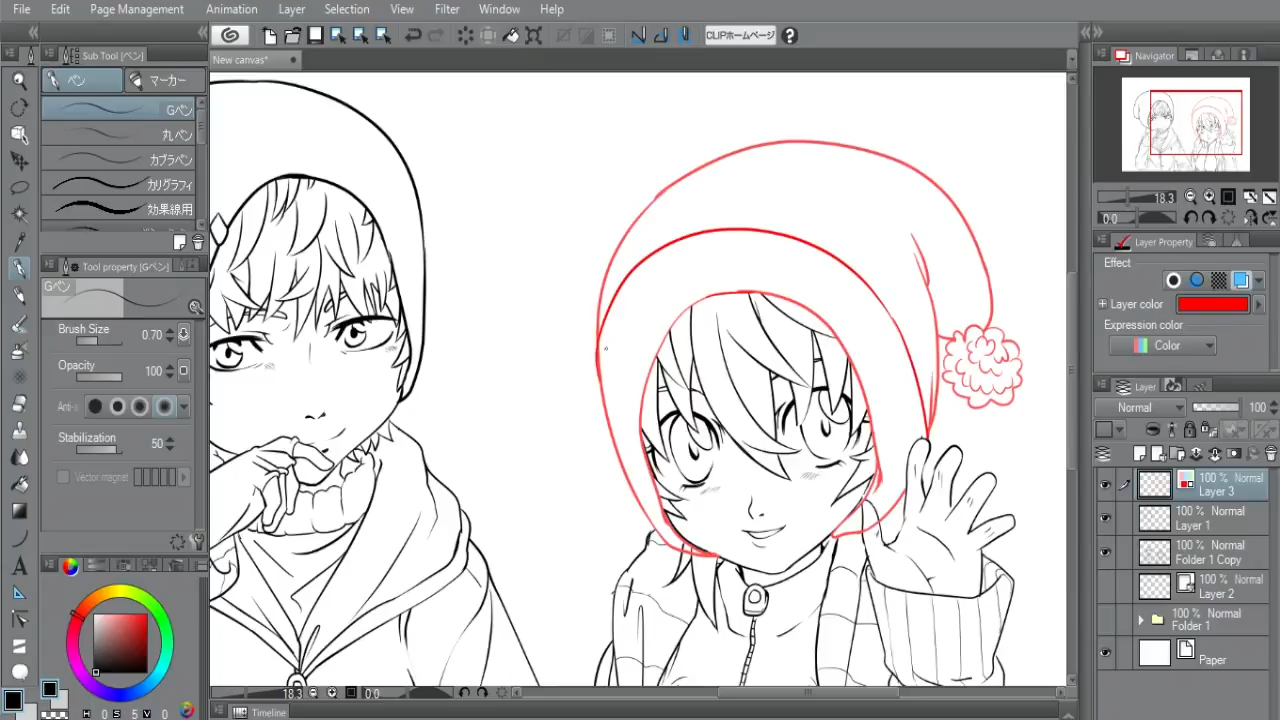 File Edit Page Management Animation Layer Selection View Filter Window Help
CLIPホームページ
Sub Tool [ペン]
New canvas*
Navigator
ペン マーカー
Gペン
丸ペン
カブラペン
カリグラフィ
効果線用
18.3
0.0
Layer Property
Tool property [Gペン]
Effect
Gペン
Layer color
Brush Size 0.70
Expression color
Color
Opacity 100
Layer
Normal 100
Anti-
Stabilization 50
Vector magnet
100 % Normal
Layer 3
100 % Normal
Layer 1
100 % Normal
Folder 1 Copy
100 % Normal
Layer 2
100 % Normal
Folder 1
Paper
18.3 0.0
H 0 S 5 V 0
Timeline